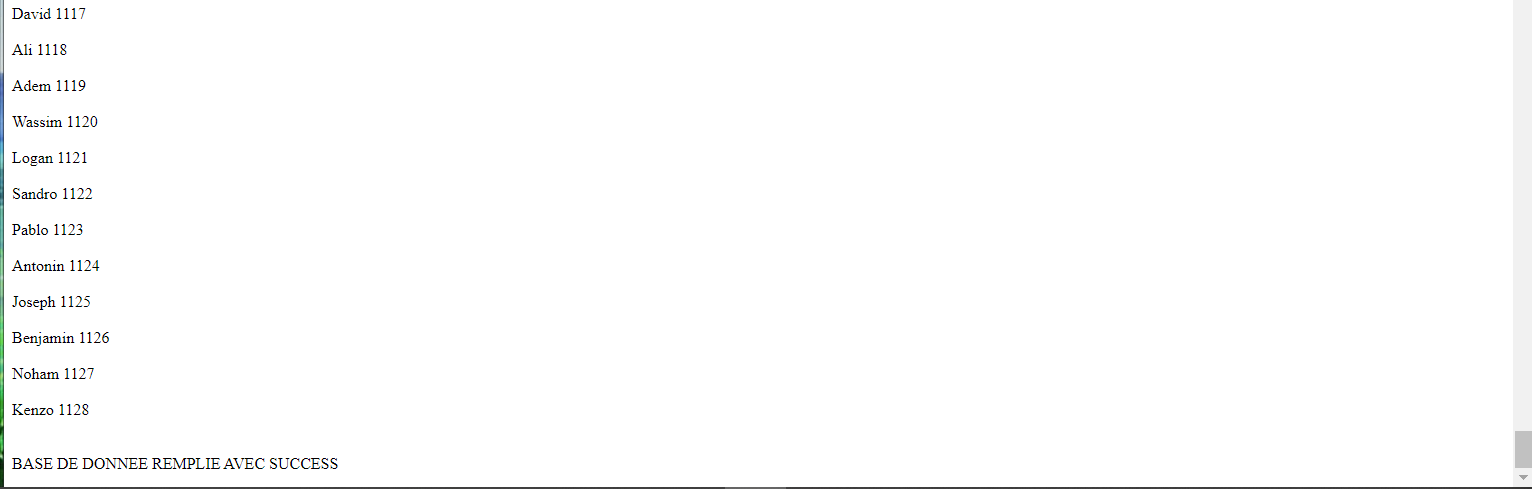 David 1117
Ali 1118
Adem 1119
Wassim 1120
Logan 1121
Sandro 1122
Pablo 1123
Antonin 1124
Joseph 1125
Benjamin 1126
Noham 1127
Kenzo 1128
BASE DE DONNEE REMPLIE AVEC SUCCESS